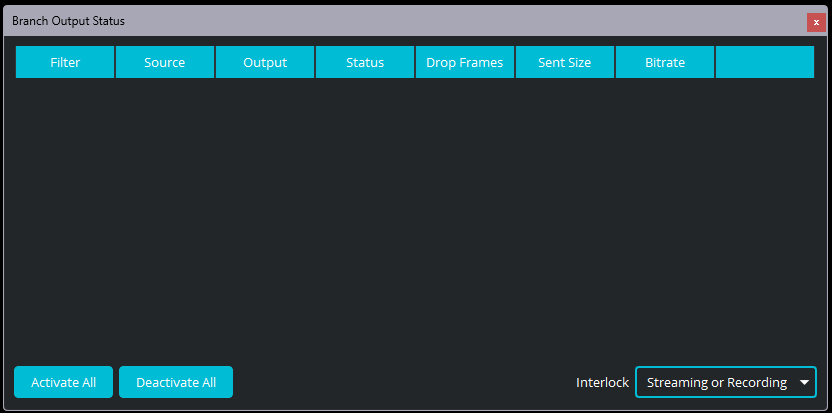 Branch Output Status
x
Filter Source Output Status Drop Frames Sent Size Bitrate
Activate All Deactivate All Interlock Streaming or Recording